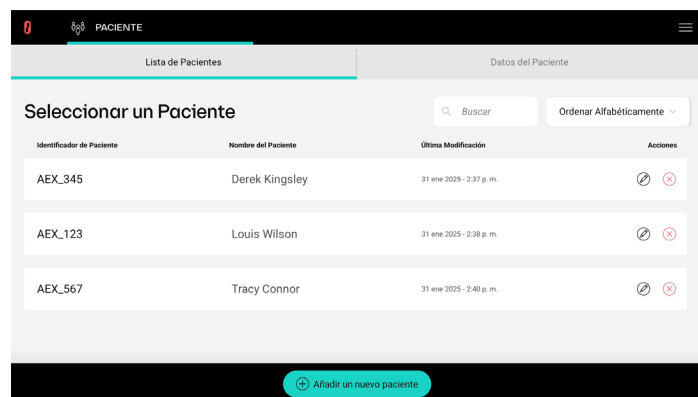 PACIENTE
Lista de Pacientes
Datos del Paciente
Seleccionar un Paciente
Buscar
Ordenar Alfabéticamente
Identificador de Paciente
Nombre del Paciente
Última Modificación
Acciones
AEX_345
Derek Kingsley
31 ene 2025 - 2:37 p. m.
AEX_123
Louis Wilson
31 ene 2025 - 2:38 p. m.
AEX_567
Tracy Connor
31 ene 2025 - 2:40 p. m.
Añadir un nuevo paciente